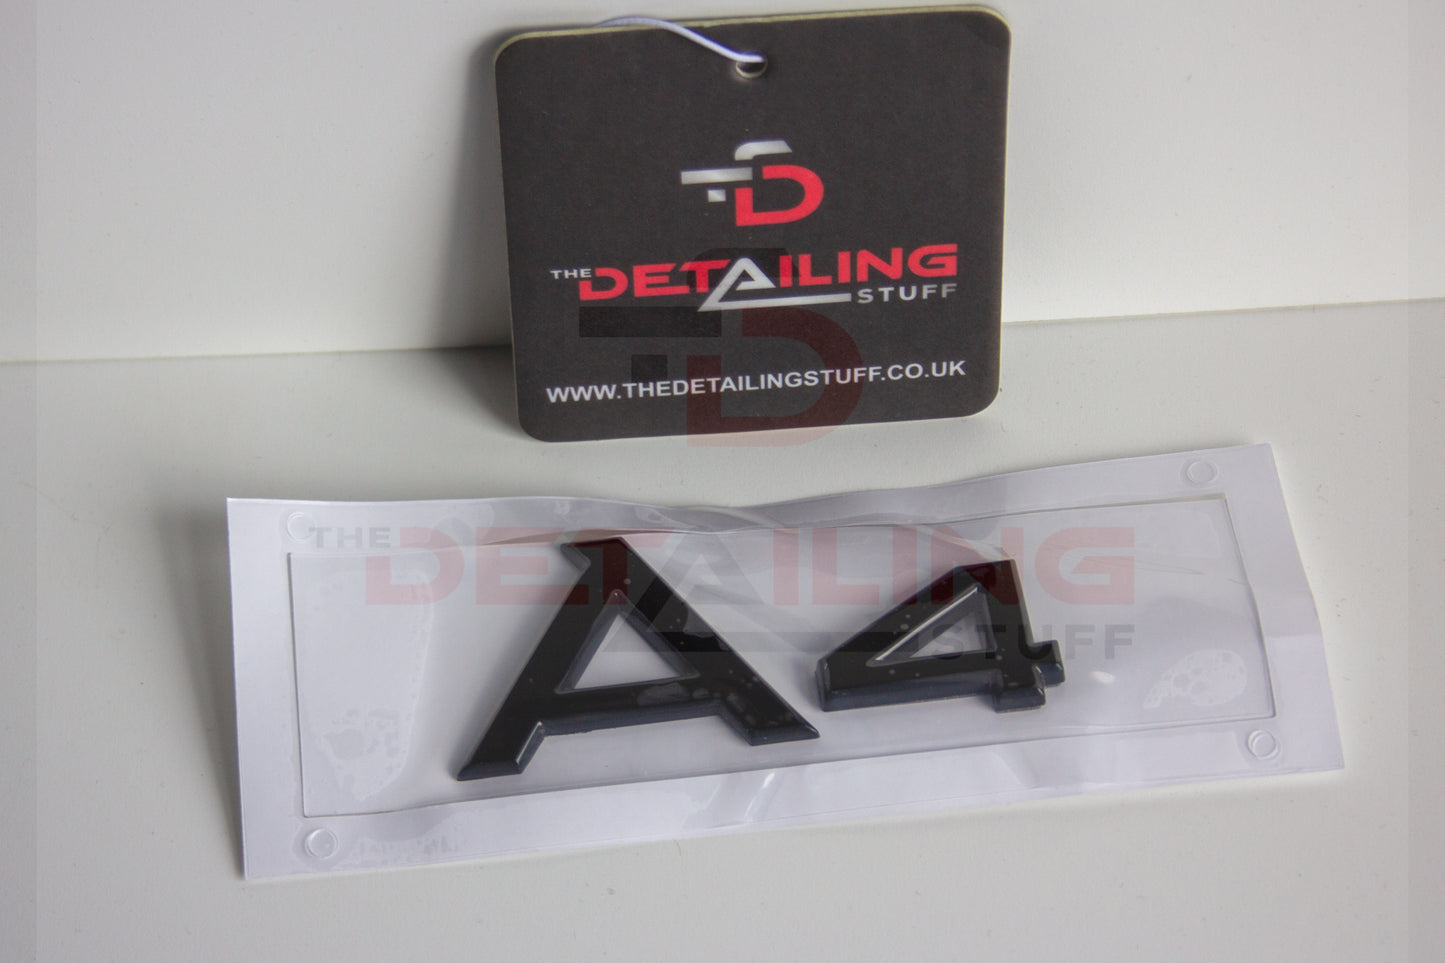 THE DETAILING
STUFF
WWW.THEDETAILINGSTUFF.CO.UK
THE DETAILING
STUFF
A4